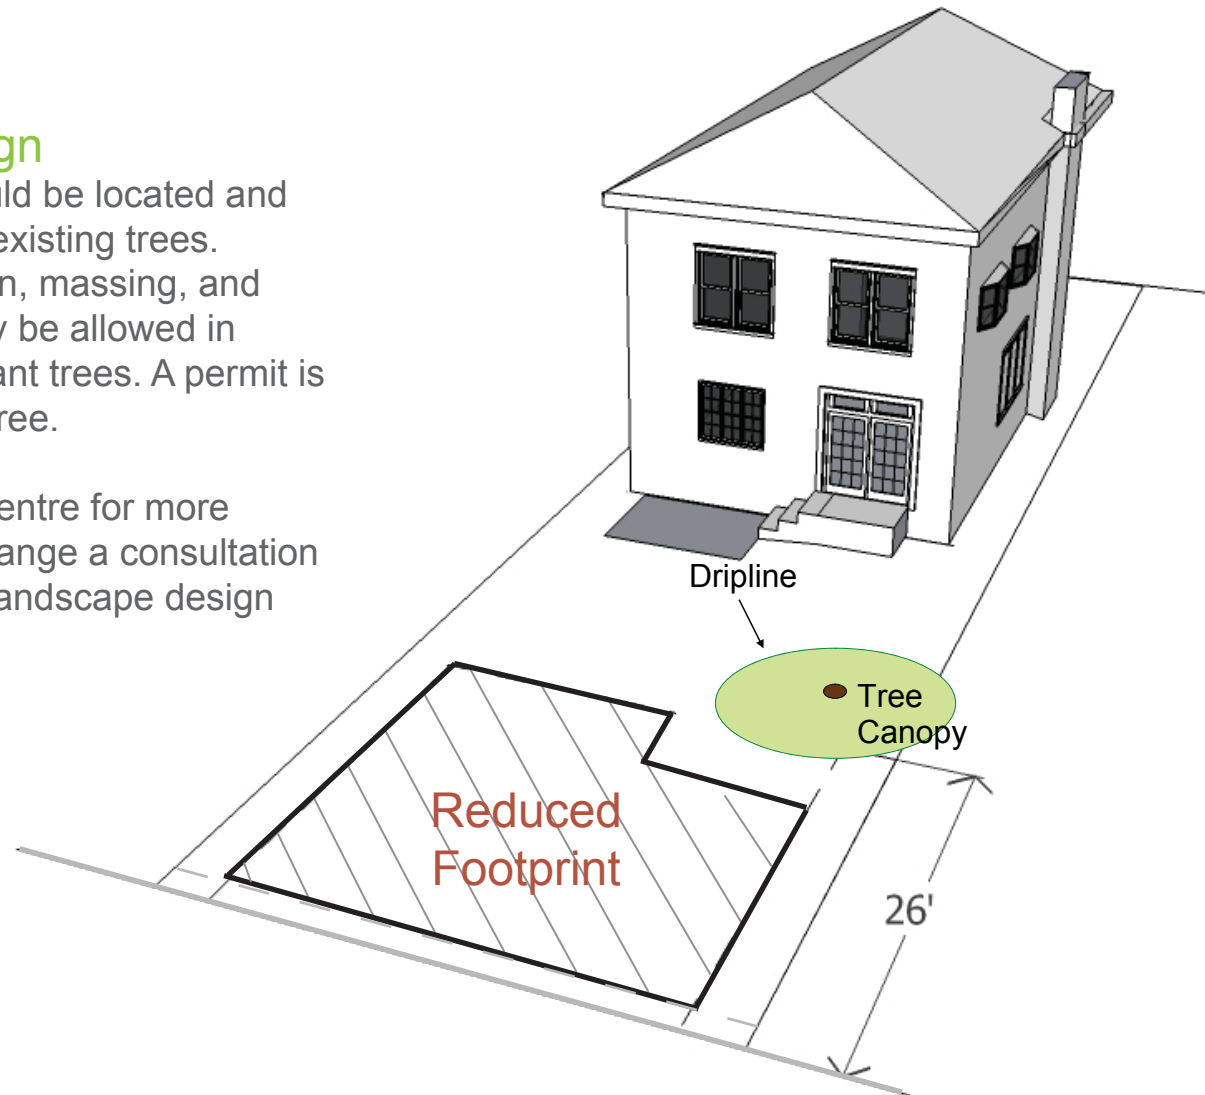 gn
uld be located and
existing trees.
n, massing, and
y be allowed in
ant trees. A permit is
ree.
entre for more
ange a consultation
andscape design
Dripline
Tree
Canopy
Reduced
Footprint
26'